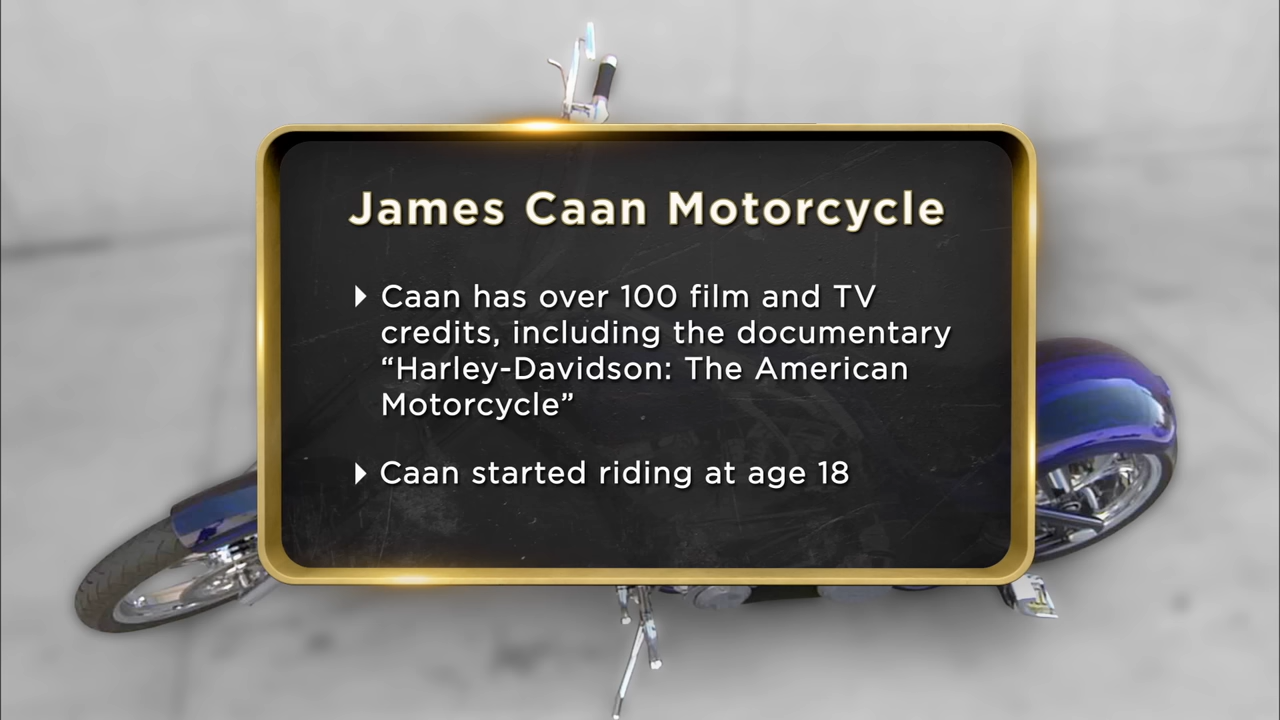 James Caan Motorcycle
Caan has over 100 film and TV
credits, including the documentary
“Harley-Davidson: The American
Motorcycle”
Caan started riding at age 18